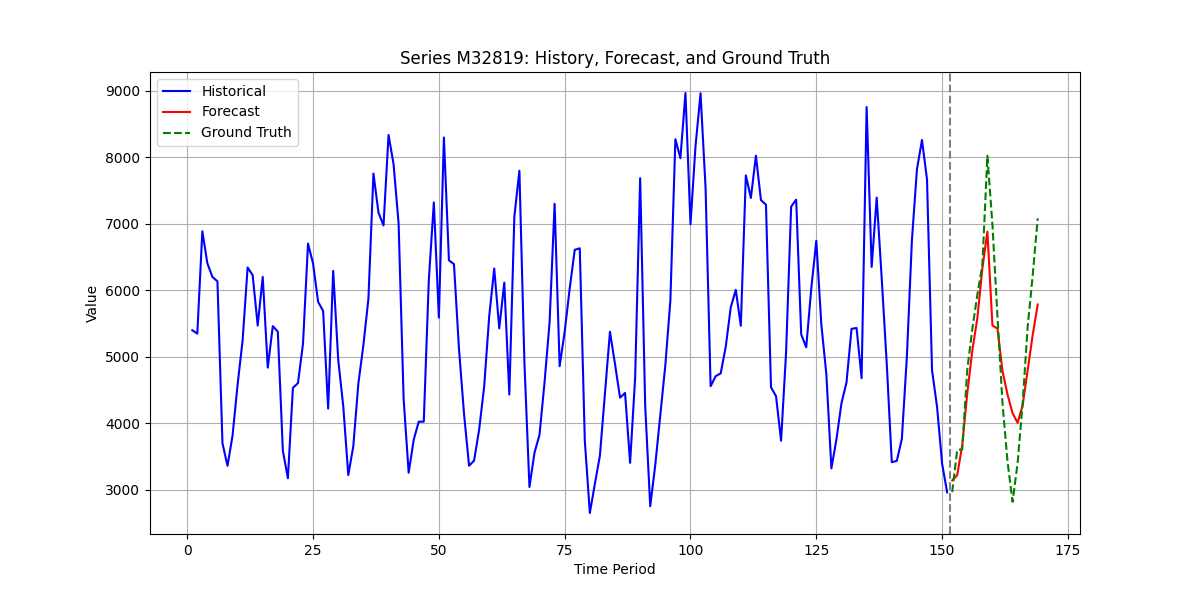 Series M32819: History, Forecast, and Ground Truth
Historical
Forecast
Ground Truth
Value
9000
8000
7000
6000
5000
4000
3000
0 25 50 75 100 125 150 175
Time Period